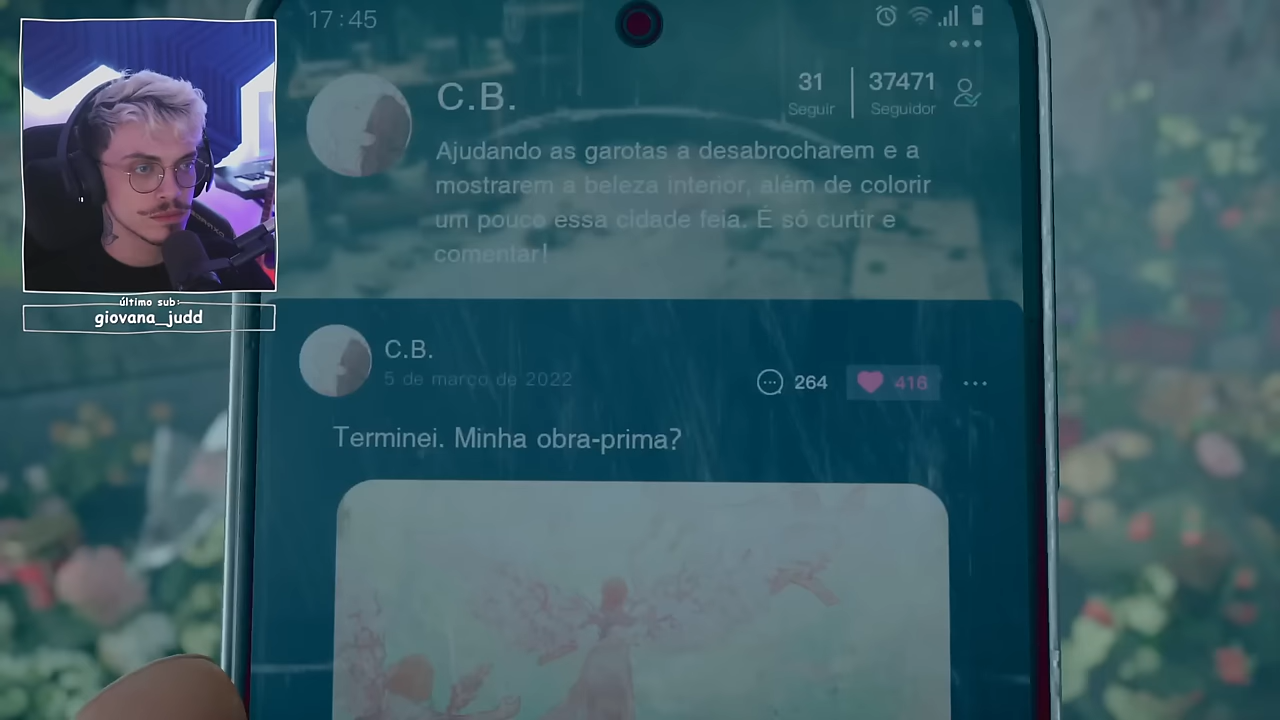 17:45
C.B.
31
Seguir
37471
Seguidor
Ajudando as garotas a desabrocharem e a
mostrarem a beleza interior, além de colorir
um pouco essa cidade feia. É só curtir e
comentar!
último sub:
giovana_judd
C.B.
5 de março de 2022
264
416
Terminei. Minha obra-prima?